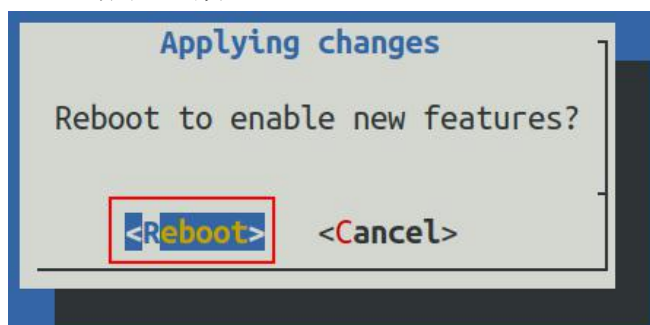 Applying changes
Reboot to enable new features?
<Reboot> <Cancel>